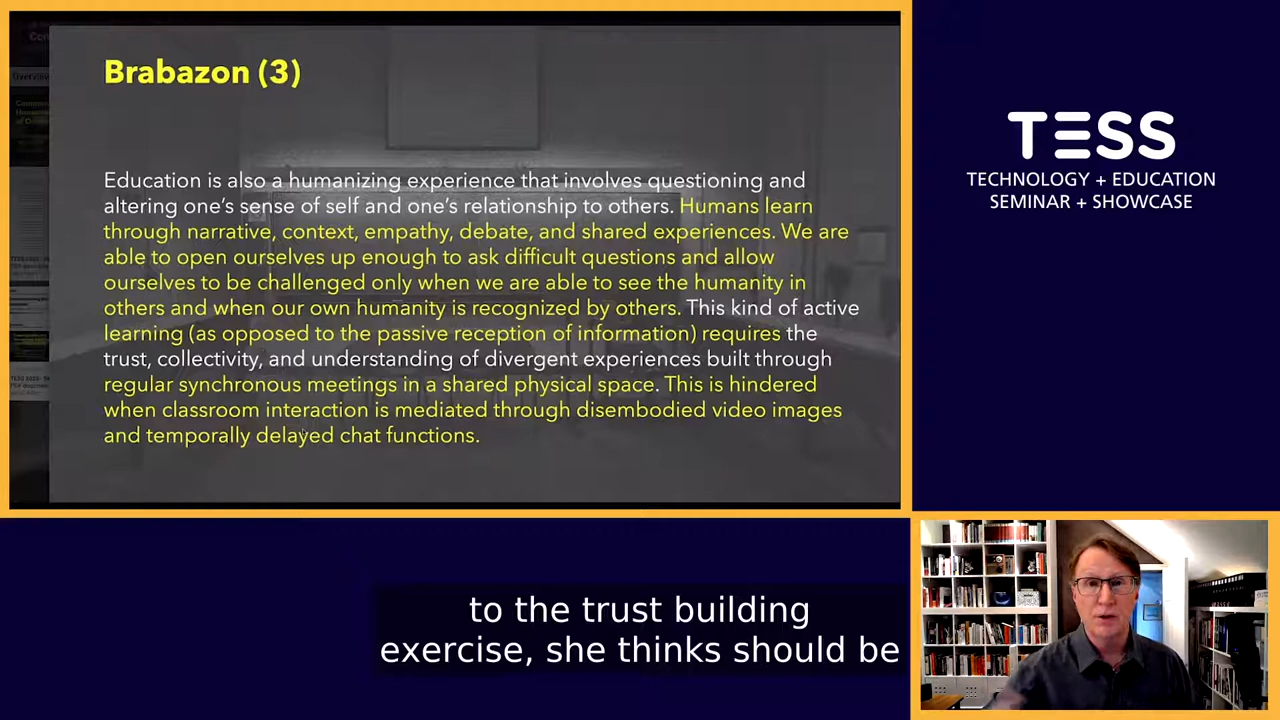 Brabazon (3)
Education is also a humanizing experience that involves questioning and
altering one's sense of self and one's relationship to others. Humans learn
through narrative, context, empathy, debate, and shared experiences. We are
able to open ourselves up enough to ask difficult questions and allow
ourselves to be challenged only when we are able to see the humanity in
others and when our own humanity is recognized by others. This kind of active
learning (as opposed to the passive reception of information) requires the
trust, collectivity, and understanding of divergent experiences built through
regular synchronous meetings in a shared physical space. This is hindered
when classroom interaction is mediated through disembodied video images
and temporally delayed chat functions.
TESS
TECHNOLOGY + EDUCATION
SEMINAR + SHOWCASE
to the trust building
exercise, she thinks should be